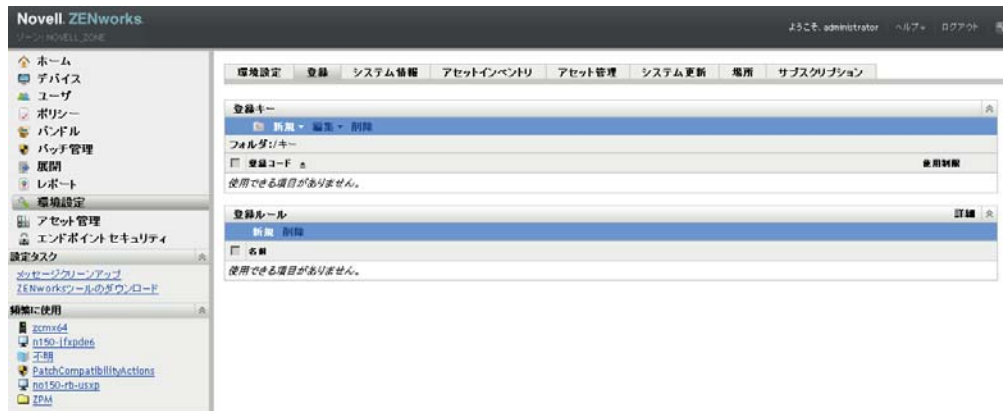 Novell. ZENworks.
ゾーン: NOVELL_ZONE
ようこそ, administrator ヘルプ ログアウト
ホーム
デバイス
ユーザ
ポリシー
バンドル
パッチ管理
展開
レポート
環境設定
アセット管理
エンドポイントセキュリティ
設定タスク
メッセージクリーンアップ
ZENworksツールのダウンロード
頻繁に使用
zcmx64
n150-jfxpde6
不明
PatchCompatibilityActions
no150-rb-usxp
ZPM
環境設定 登録 システム情報 アセットインベントリ アセット管理 システム更新 場所 サブスクリプション
登録キー
新規 編集 削除
フォルダ:/キー
登録コード 使用制限
使用できる項目がありません。
登録ルール 詳細
新規 削除
名前
使用できる項目がありません。